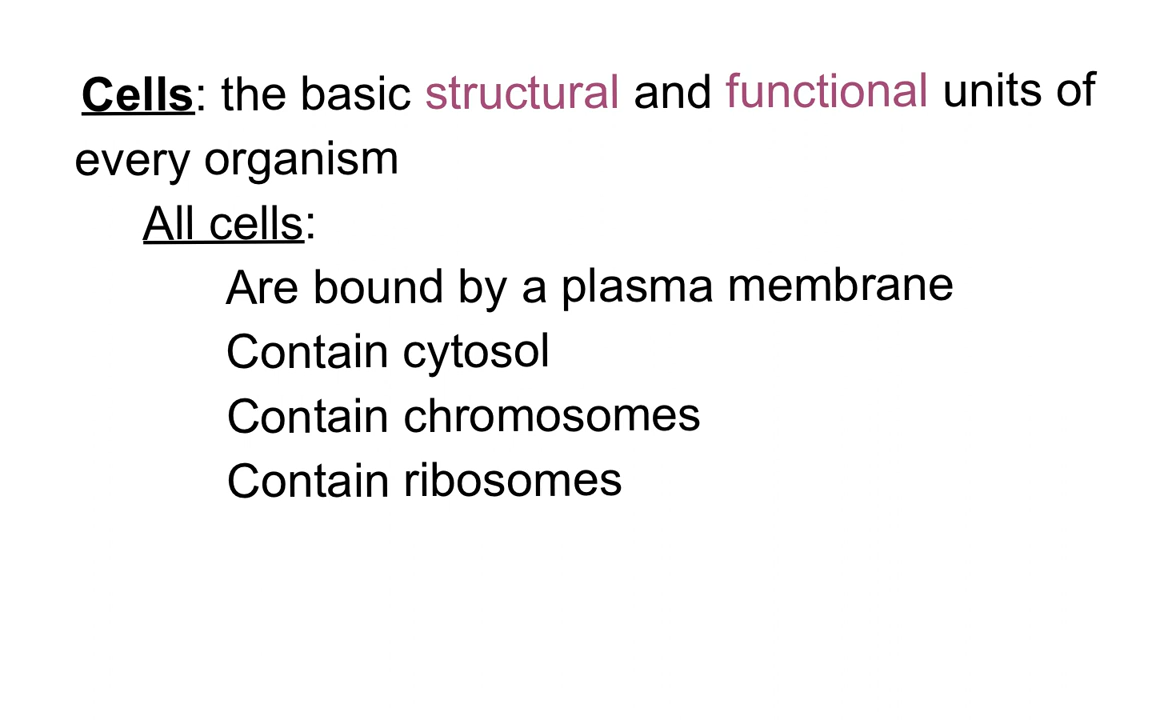 Cells: the basic structural and functional units of
every organism
All cells:
Are bound by a plasma membrane
Contain cytosol
Contain chromosomes
Contain ribosomes